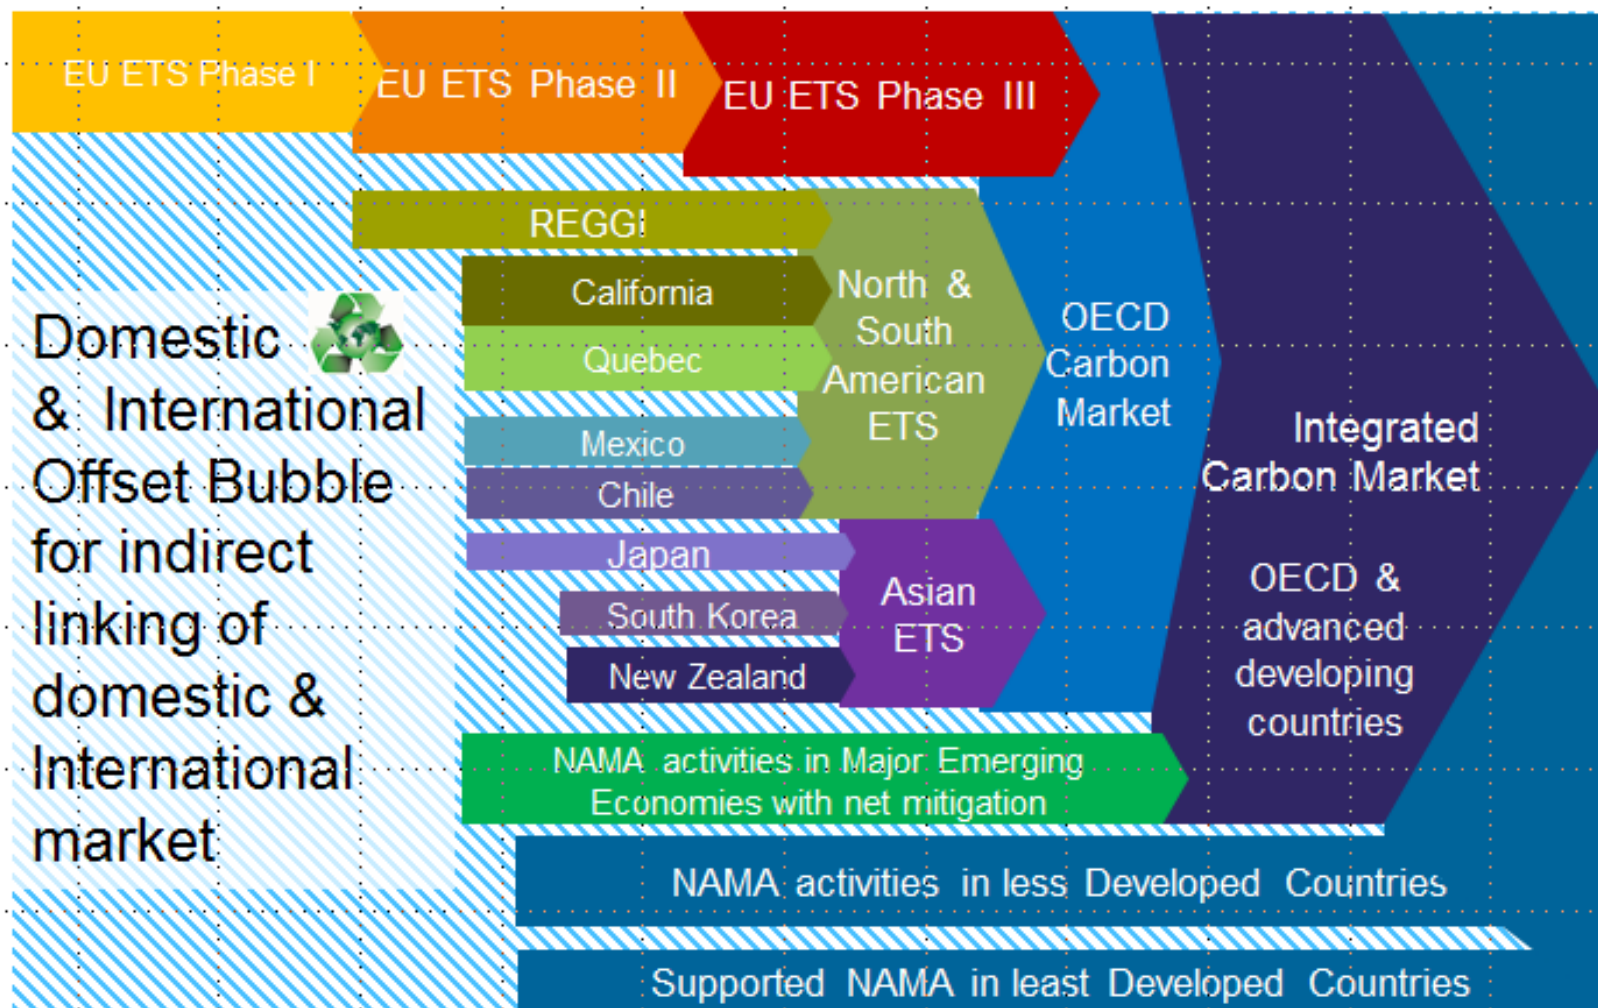 EU ETS Phase I
EU ETS Phase II
EU ETS Phase III
REGGI
California
Quebec
Mexico
Chile
North &
South
American
ETS
Japan
South Korea
New Zealand
Asian
ETS
OECD
Carbon
Market
Integrated
Carbon Market
OECD &
advanced
developing
countries
Domestic
& International
Offset Bubble
for indirect
linking of
domestic &
International
market
NAMA activities in Major Emerging
Economies with net mitigation
NAMA activities in less Developed Countries
Supported NAMA in least Developed Countries